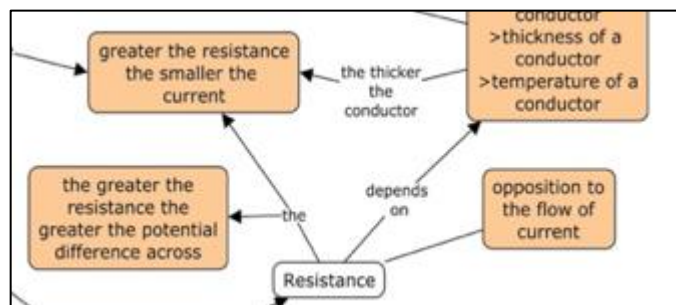 conductor
>thickness of a
conductor
>temperature of a
conductor
greater the resistance
the smaller the
current
the thicker
the
conductor
the greater the
resistance the
greater the potential
difference across
the
depends
on
opposition to
the flow of
current
Resistance